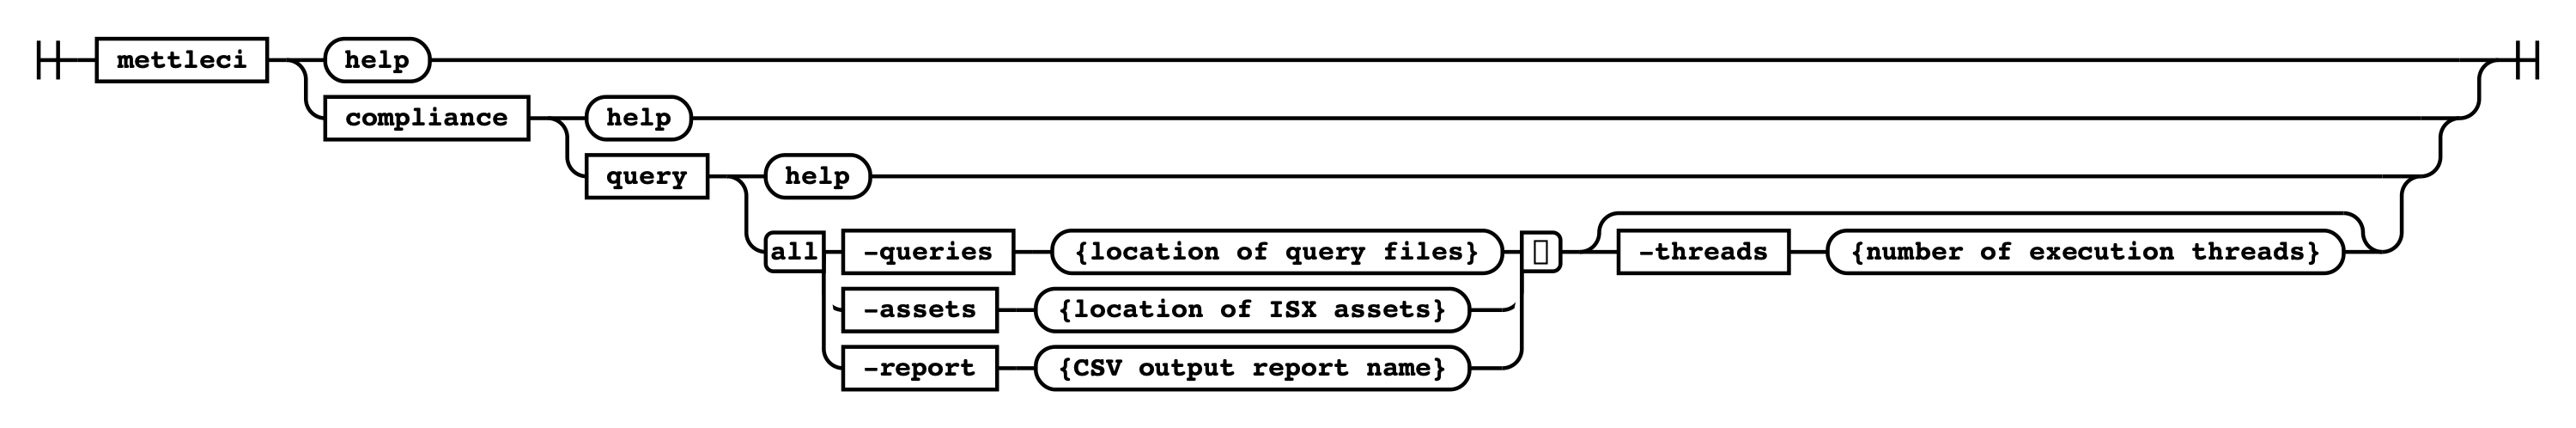 mettleci help
compliance help
query help
all -queries {location of query files} -threads {number of execution threads}
-assets {location of ISX assets}
-report {CSV output report name}